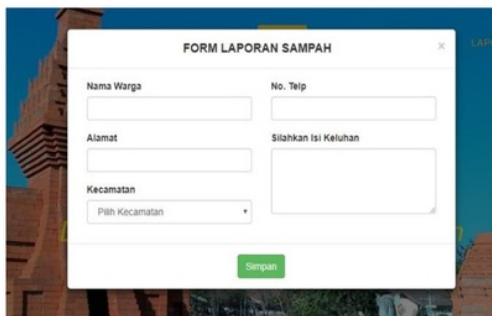 FORM LAPORAN SAMPAH
×
Nama Warga
No. Telp
Alamat
Silahkan Isi Keluhan
Kecamatan
Pilih Kecamatan
Simpan